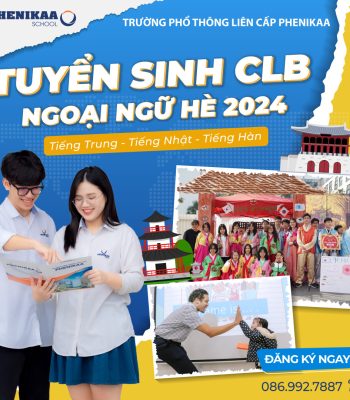 PHENIKAA
SCHOOL
TRƯỜNG PHỔ THÔNG LIÊN CẤP PHENIKAA
TUYỂN SINH CLB
NGOẠI NGỮ HÈ 2024
Tiếng Trung - Tiếng Nhật - Tiếng Hàn
PHENIKAA
ĐĂNG KÝ NGAY
086.992.7887